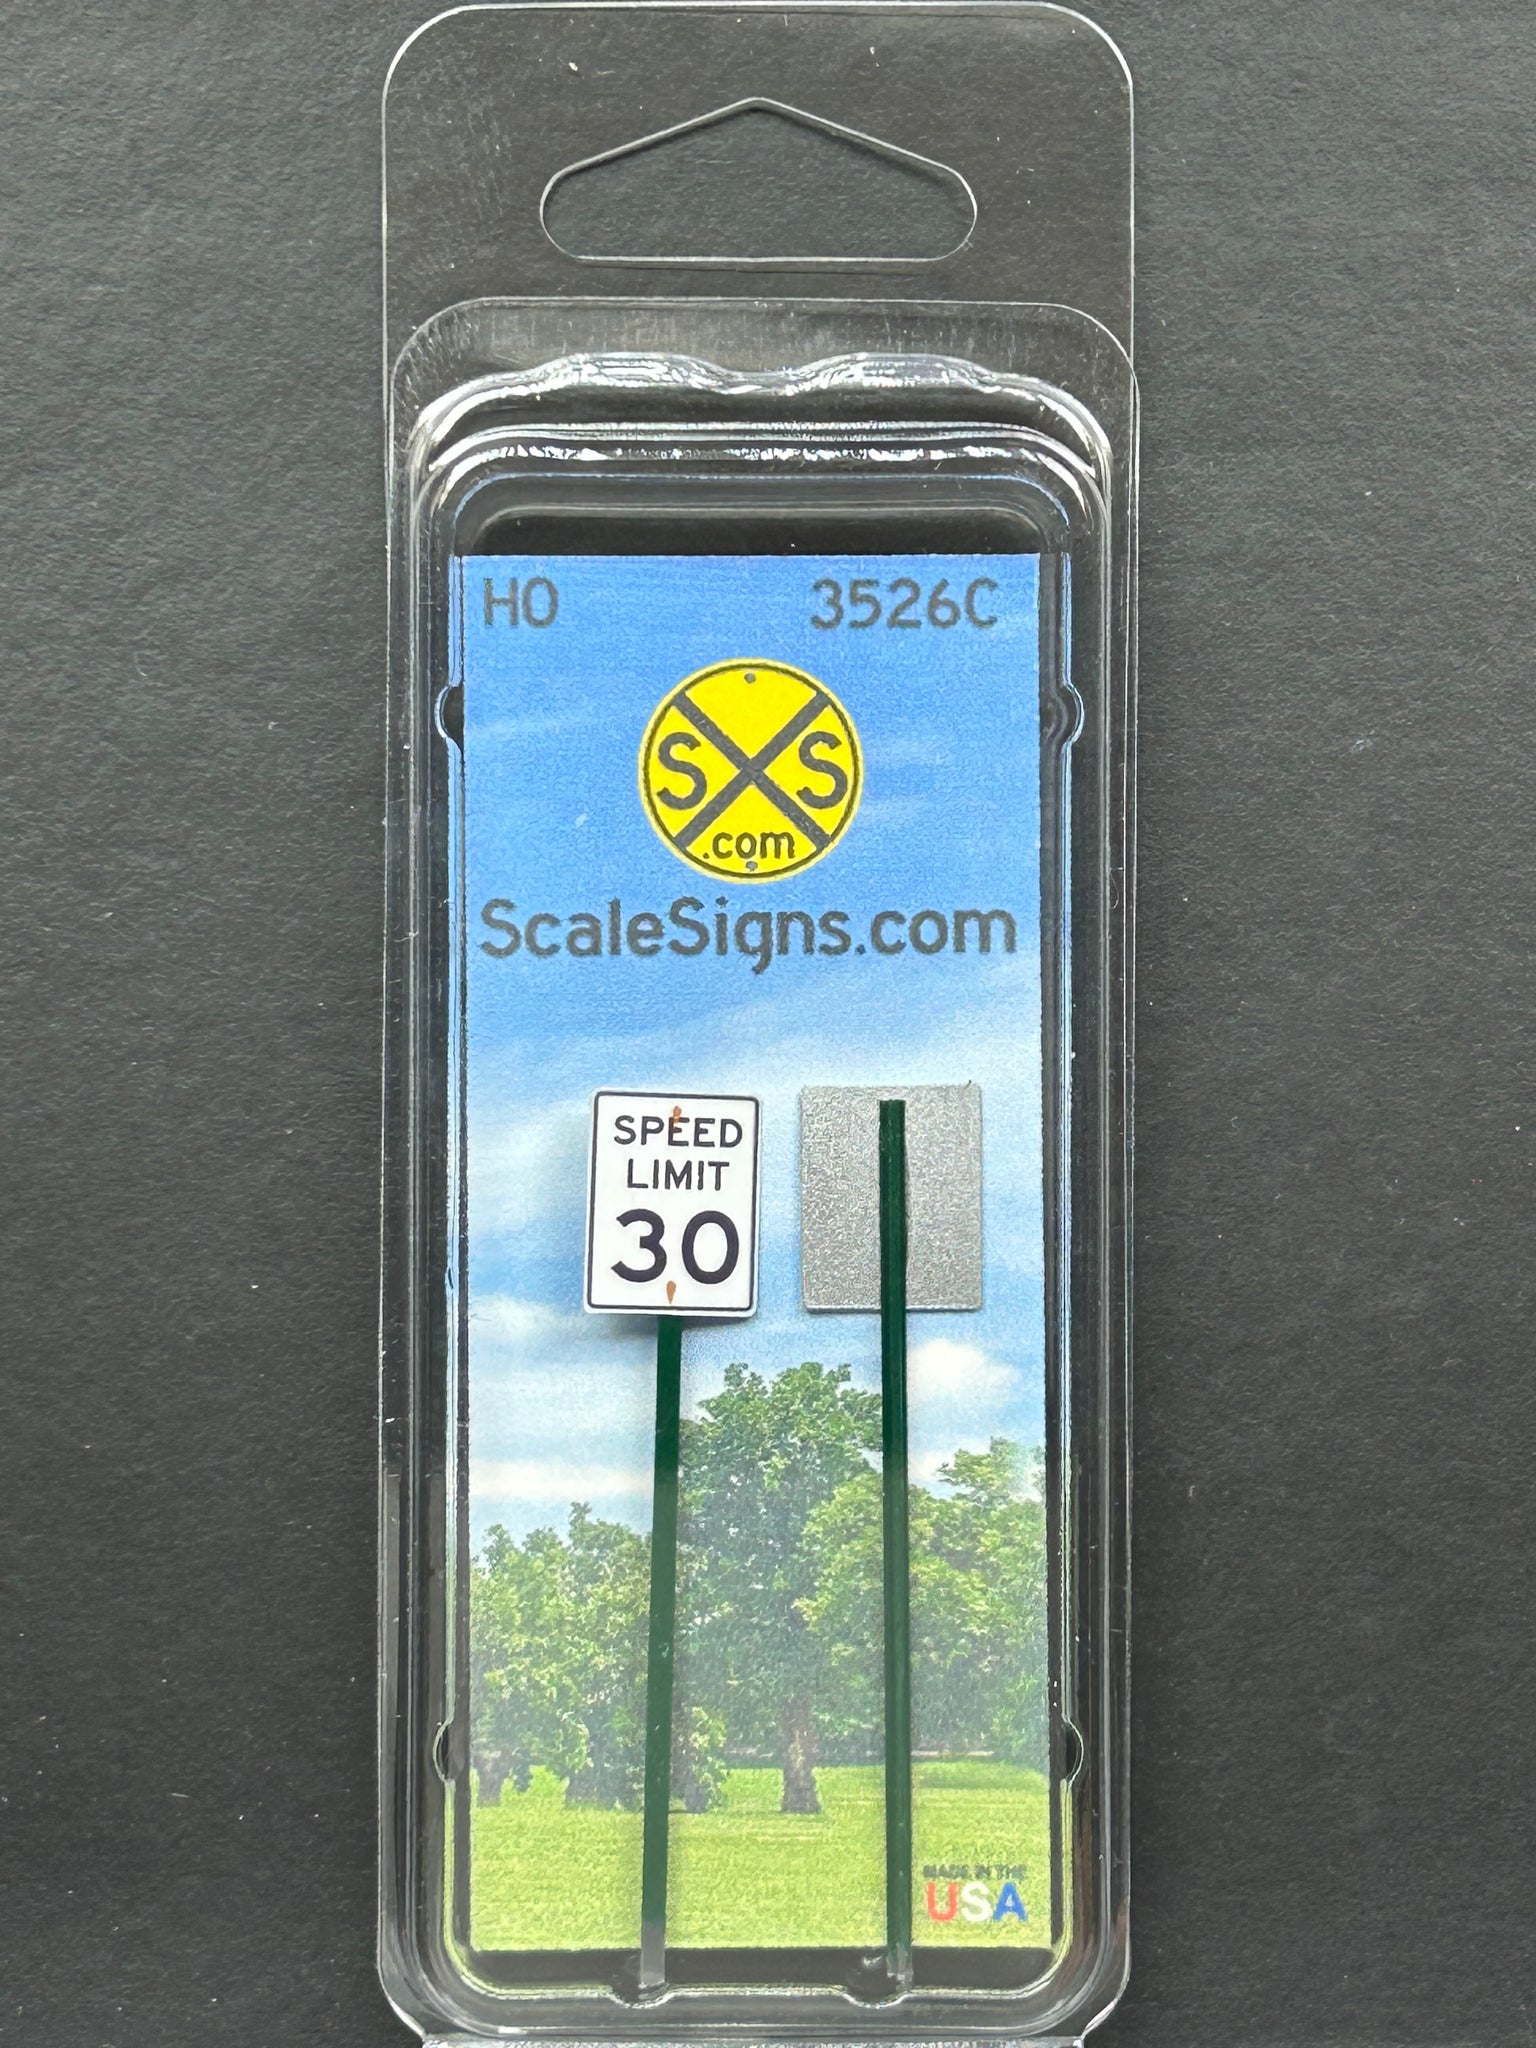 HO 3526C
S S
.com
ScaleSigns.com
SPEED
LIMIT
30
MADE IN THE
USA